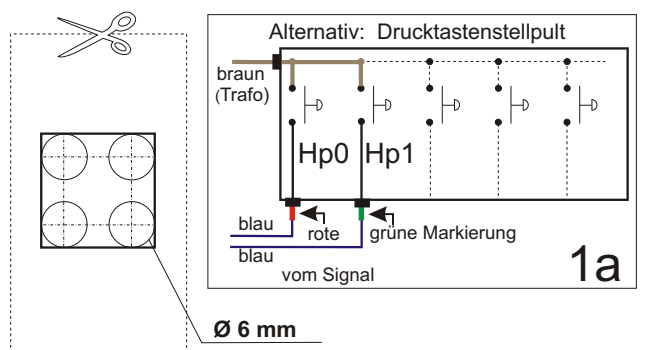 Alternativ: Drucktastenstellpult
braun
(Trafo)
Hp0 Hp1
blau
rote
grüne Markierung
blau
vom Signal
1a
Ø 6 mm